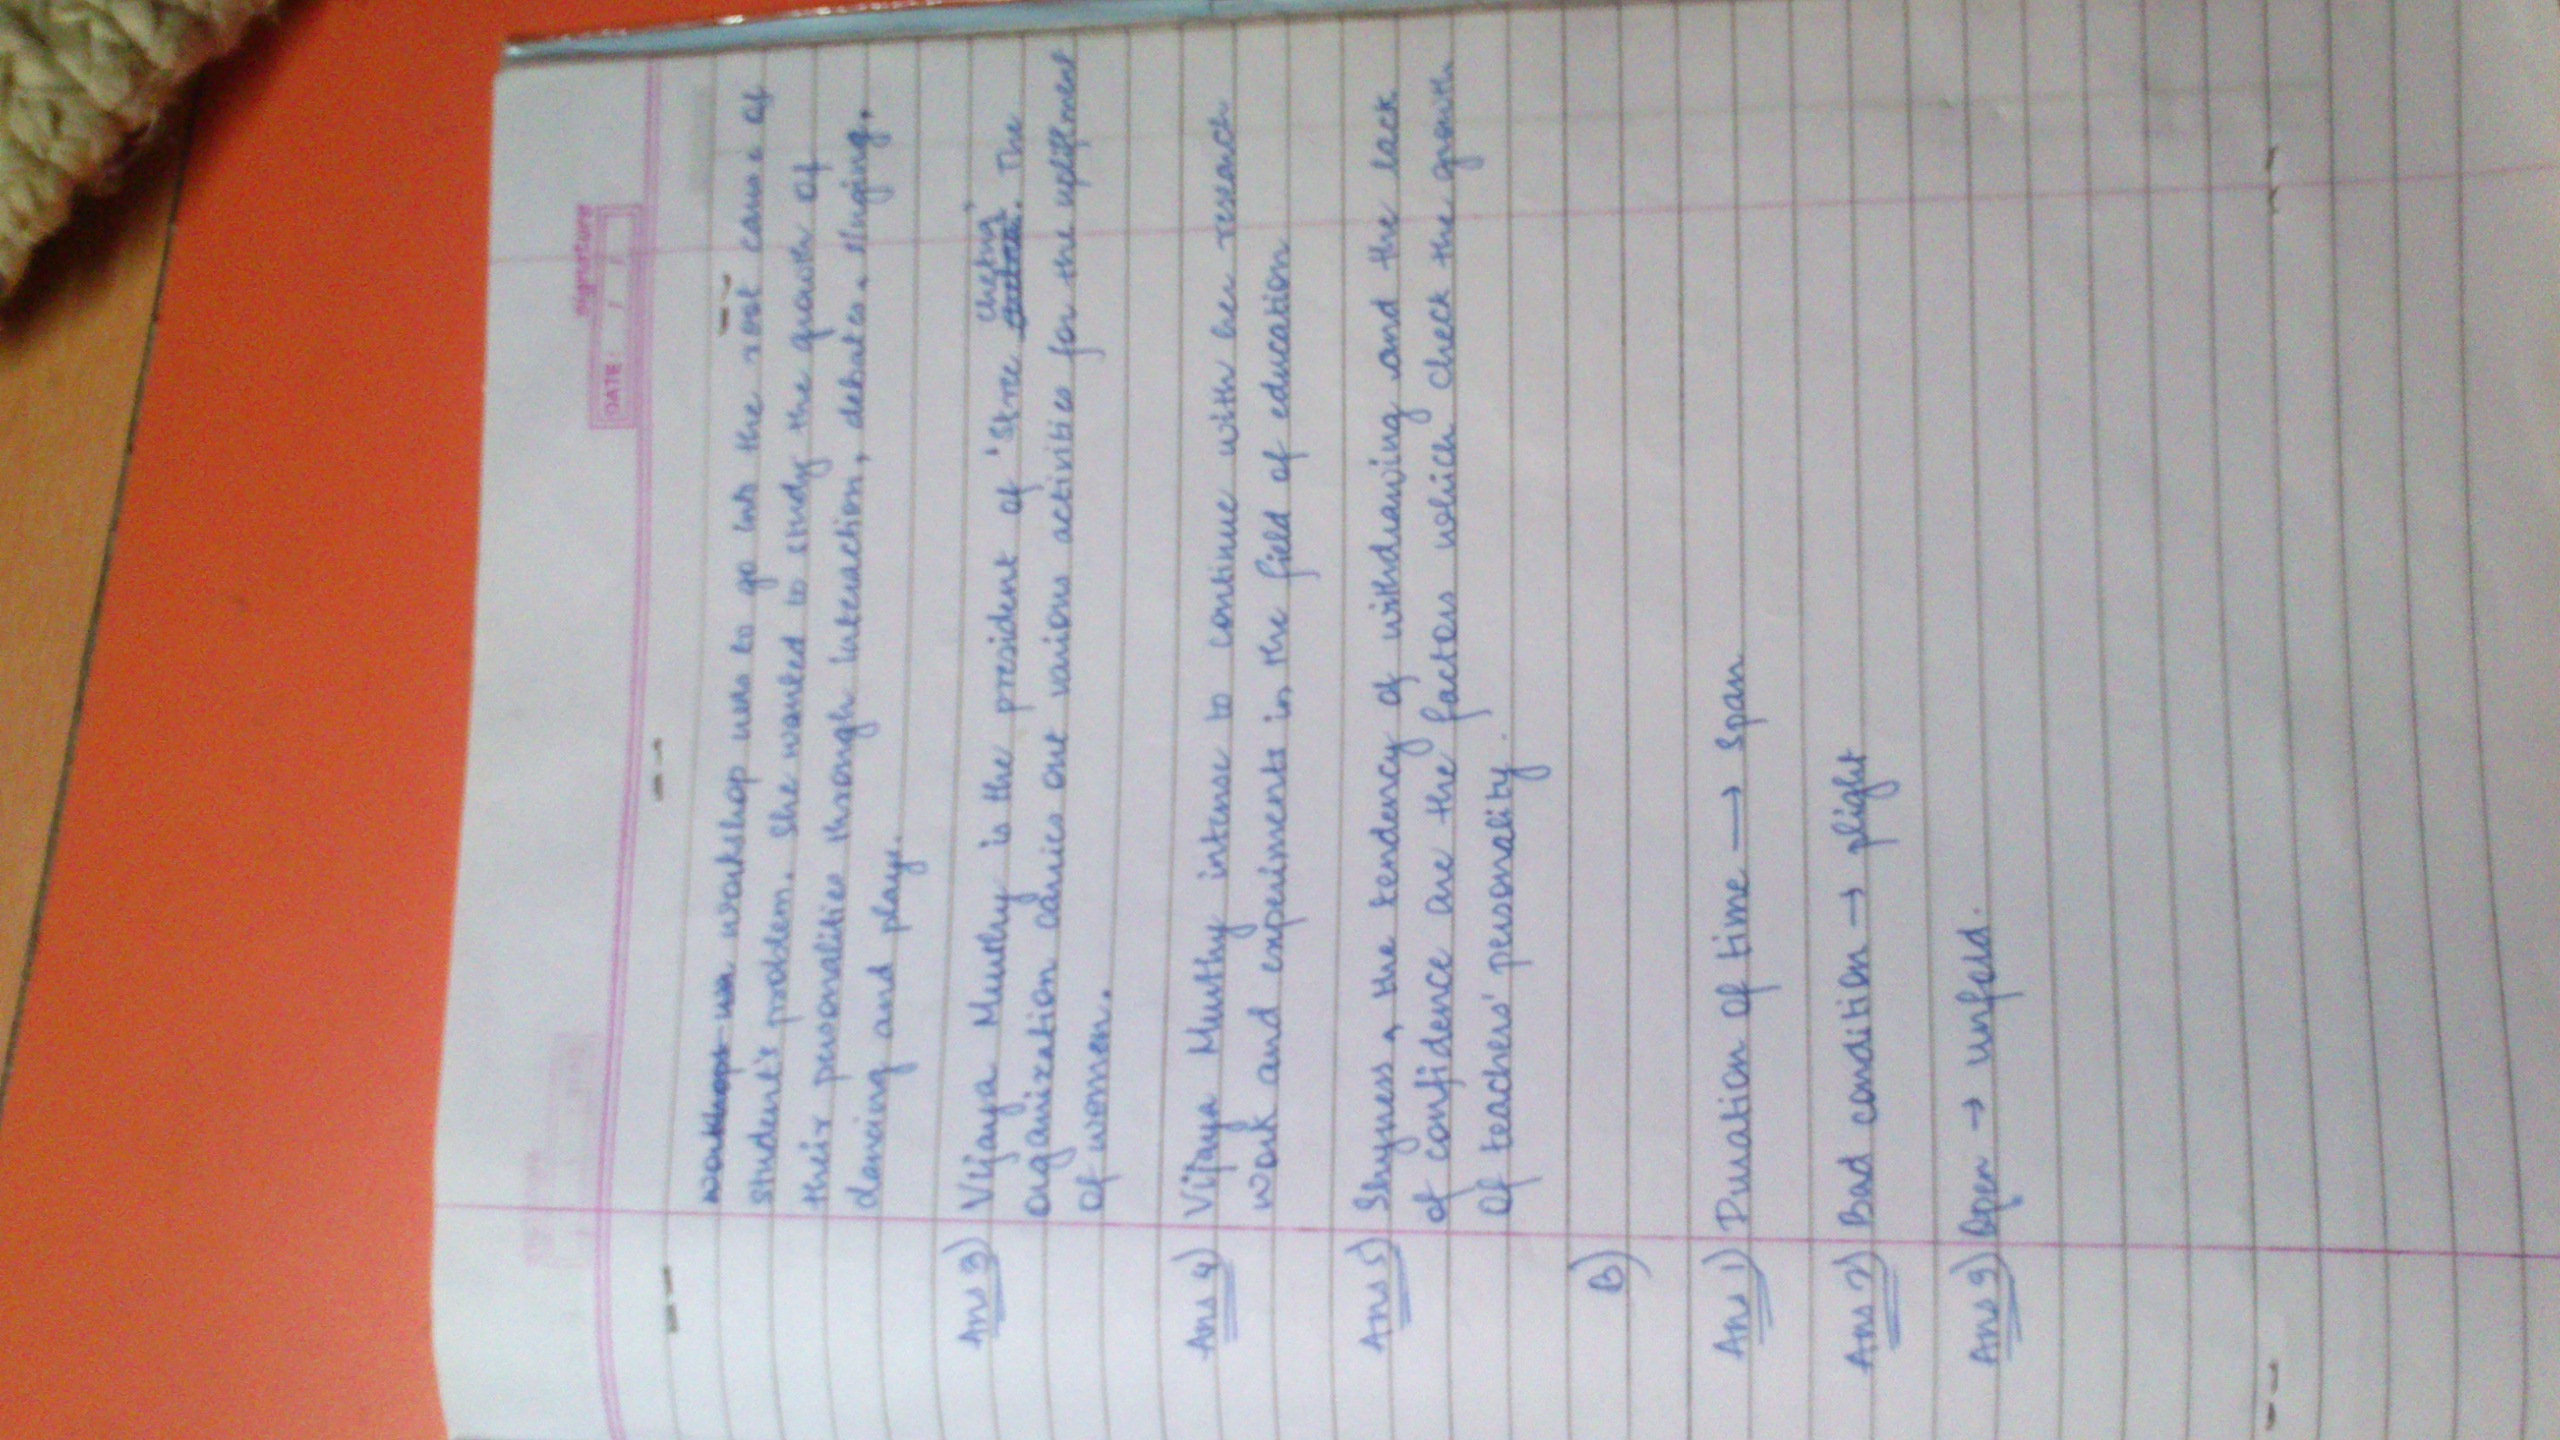 signature
DATE: / /
workshop was to go into the root cause of
student's problem. She wanted to study the growth of
their personalities through interaction, debates, singing,
dancing and plays.
Ans 3) Vijaya Murthy is the president of 'Stree chetna'. The
organization carries out various activities for the upliftment
of women.
Ans 4) Vijaya Murthy intense to continue with her research
work and experiments in the field of education
Ans 5) Shyness, the tendency of withdrawing and the lack
of confidence are the factors which check the growth
of teachers' personality.
B)
Ans 1) Duration of time → span
Ans 2) Bad condition → plight
Ans 3) Open → unfold.